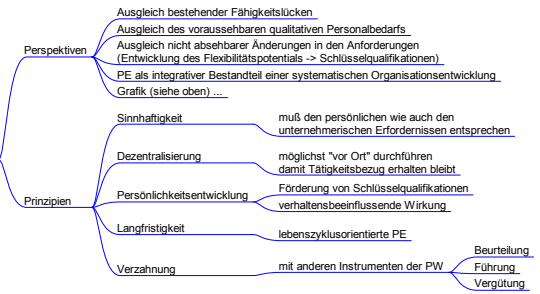 Perspektiven
Ausgleich bestehender Fähigkeitslücken
Ausgleich des voraussehbaren qualitativen Personalbedarfs
Ausgleich nicht absehbarer Änderungen in den Anforderungen
(Entwicklung des Flexibilitätspotentials -> Schlüsselqualifikationen)
PE als integrativer Bestandteil einer systematischen Organisationsentwicklung
Grafik (siehe oben) ...
Prinzipien
Sinnhaftigkeit
muß den persönlichen wie auch den
unternehmerischen Erfordernissen entsprechen
Dezentralisierung
möglichst "vor Ort" durchführen
damit Tätigkeitsbezug erhalten bleibt
Persönlichkeitsentwicklung
Förderung von Schlüsselqualifikationen
verhaltensbeeinflussende Wirkung
Langfristigkeit
lebenszyklusorientierte PE
Verzahnung
mit anderen Instrumenten der PW
Beurteilung
Führung
Vergütung